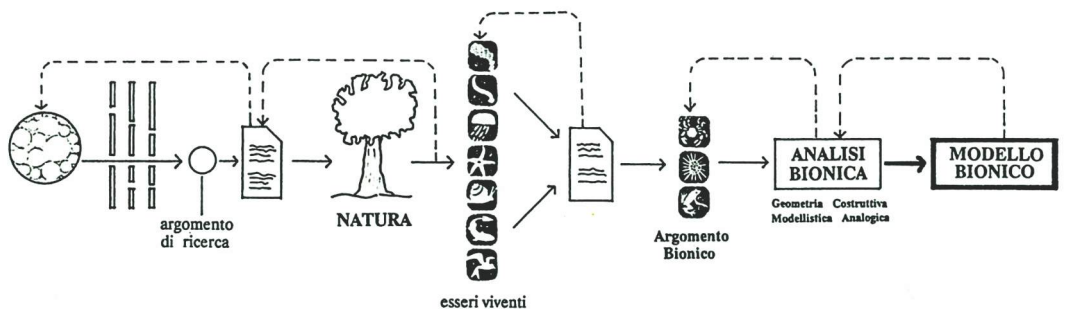 argomento
di ricerca
NATURA
esseri viventi
Argomento
Bionico
ANALISI
BIONICA
Geometria Costruttiva
Modellistica Analogica
MODELLO
BIONICO